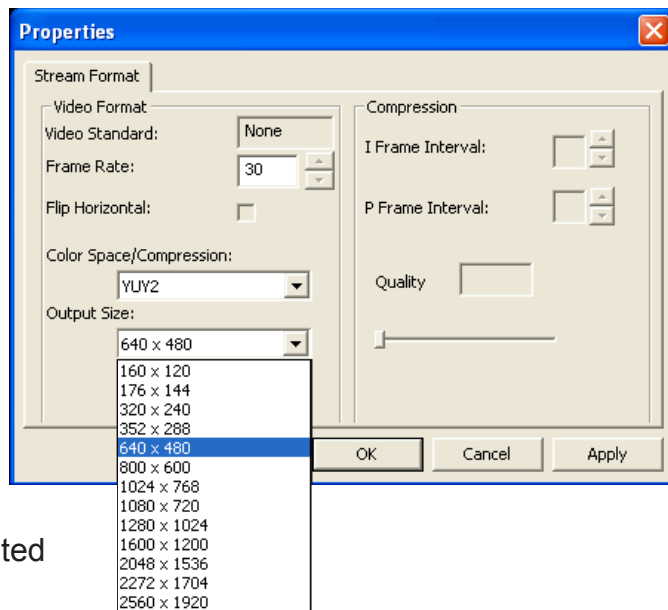 Properties
Stream Format
Video Format
Video Standard: None
Frame Rate: 30
Flip Horizontal:
Color Space/Compression:
YUY2
Output Size:
640 x 480
160 x 120
176 x 144
320 x 240
352 x 288
640 x 480
800 x 600
1024 x 768
1080 x 720
1280 x 1024
1600 x 1200
2048 x 1536
2272 x 1704
2560 x 1920
Compression
I Frame Interval:
P Frame Interval:
Quality
OK Cancel Apply
ted